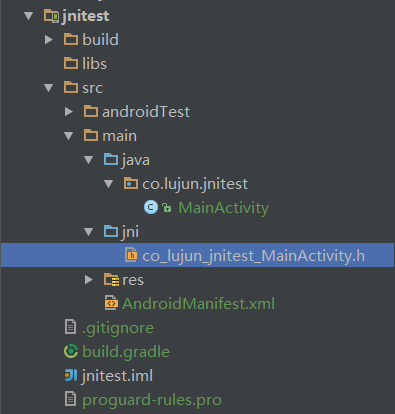 jnitest
build
libs
src
androidTest
main
java
co.lujun.jnitest
MainActivity
jni
co_lujun_jnitest_MainActivity.h
res
AndroidManifest.xml
.gitignore
build.gradle
jnitest.iml
proguard-rules.pro